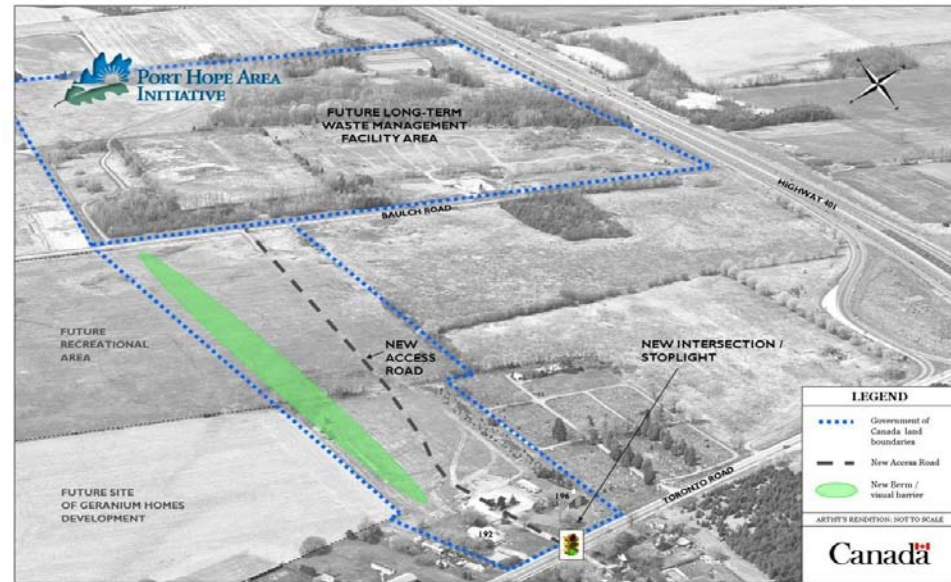 PORT HOPE AREA
INITIATIVE
FUTURE LONG-TERM
WASTE MANAGEMENT
FACILITY AREA
HIGHWAY 401
BAULCH ROAD
FUTURE
RECREATIONAL
AREA
NEW
ACCESS
ROAD
NEW INTERSECTION /
STOPLIGHT
FUTURE SITE
OF GERANIUM HOMES
DEVELOPMENT
196
192
TORONTO ROAD
LEGEND
Government of
Canada land
boundaries
New Access Road
New Berm /
visual barrier
ARTIST'S RENDITION: NOT TO SCALE
Canada